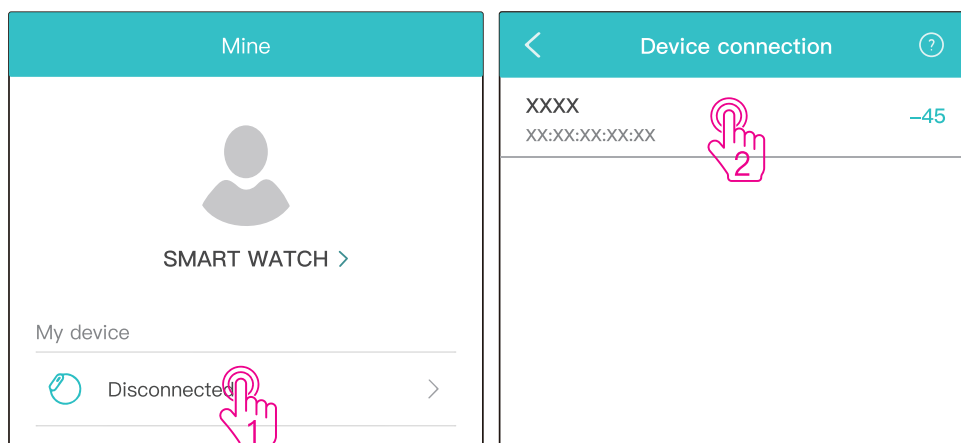 Mine
SMART WATCH >
My device
Disconnected
1
Device connection
?
XXXX
XX:XX:XX:XX:XX
–45
2